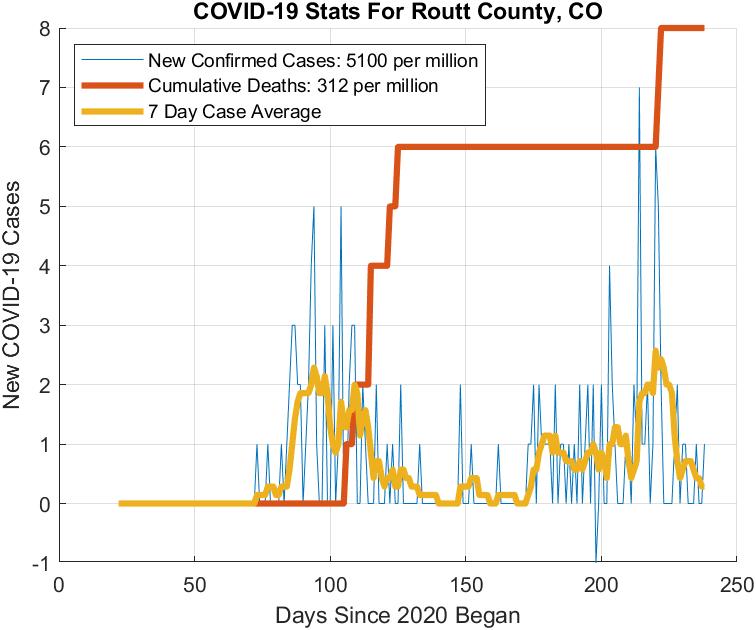 COVID-19 Stats For Routt County, CO
New Confirmed Cases: 5100 per million
Cumulative Deaths: 312 per million
7 Day Case Average
New COVID-19 Cases
8
7
6
5
4
3
2
1
0
-1
0 50 100 150 200 250
Days Since 2020 Began